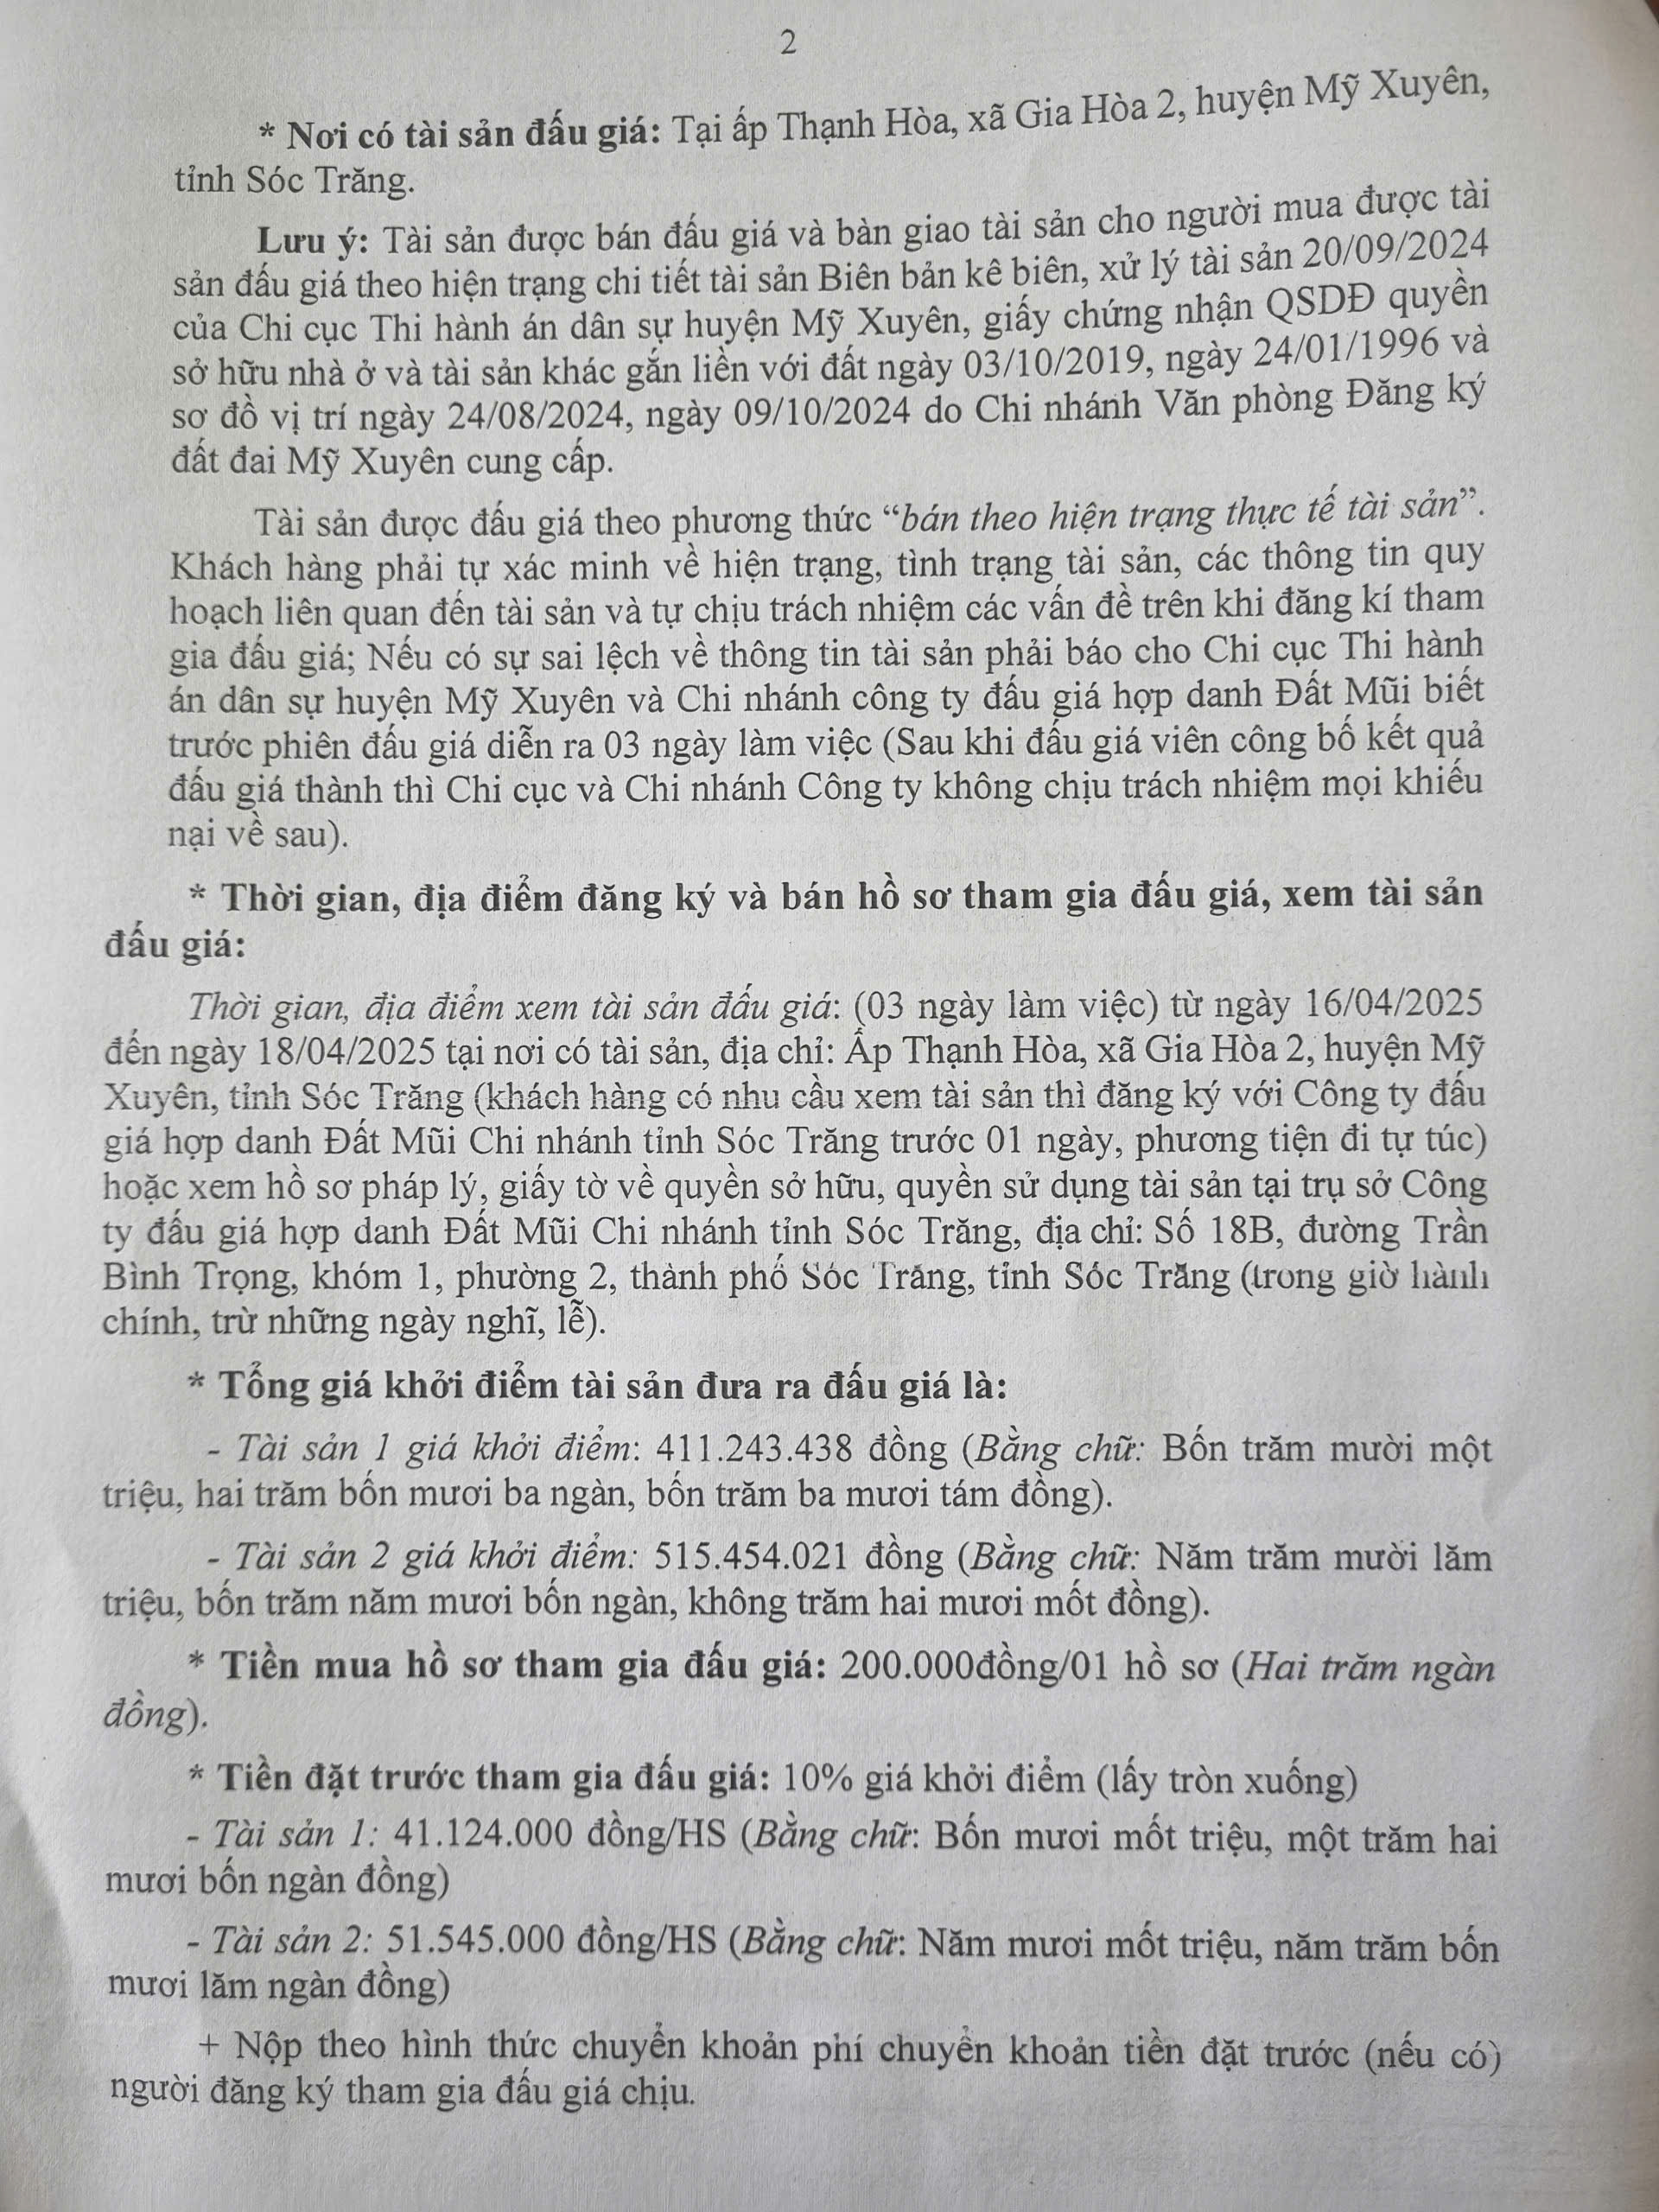 2
* Nơi có tài sản đấu giá: Tại ấp Thạnh Hòa, xã Gia Hòa 2, huyện Mỹ Xuyên,
tỉnh Sóc Trăng.
Lưu ý: Tài sản được bán đấu giá và bàn giao tài sản cho người mua được tài
sản đấu giá theo hiện trạng chi tiết tài sản Biên bản kê biên, xử lý tài sản 20/09/2024
của Chi cục Thi hành án dân sự huyện Mỹ Xuyên, giấy chứng nhận QSDĐ quyền
sở hữu nhà ở và tài sản khác gắn liền với đất ngày 03/10/2019, ngày 24/01/1996 và
sơ đồ vị trí ngày 24/08/2024, ngày 09/10/2024 do Chi nhánh Văn phòng Đăng ký
đất đai Mỹ Xuyên cung cấp.
Tài sản được đấu giá theo phương thức “bán theo hiện trạng thực tế tài sản”.
Khách hàng phải tự xác minh về hiện trạng, tình trạng tài sản, các thông tin quy
hoạch liên quan đến tài sản và tự chịu trách nhiệm các vấn đề trên khi đăng kí tham
gia đấu giá; Nếu có sự sai lệch về thông tin tài sản phải báo cho Chi cục Thi hành
án dân sự huyện Mỹ Xuyên và Chi nhánh công ty đấu giá hợp danh Đất Mũi biết
trước phiên đấu giá diễn ra 03 ngày làm việc (Sau khi đấu giá viên công bố kết quả
đấu giá thành thì Chi cục và Chi nhánh Công ty không chịu trách nhiệm mọi khiếu
nại về sau).
* Thời gian, địa điểm đăng ký và bán hồ sơ tham gia đấu giá, xem tài sản
đấu giá:
Thời gian, địa điểm xem tài sản đấu giá: (03 ngày làm việc) từ ngày 16/04/2025
đến ngày 18/04/2025 tại nơi có tài sản, địa chỉ: Ấp Thạnh Hòa, xã Gia Hòa 2, huyện Mỹ
Xuyên, tỉnh Sóc Trăng (khách hàng có nhu cầu xem tài sản thì đăng ký với Công ty đấu
giá hợp danh Đất Mũi Chi nhánh tỉnh Sóc Trăng trước 01 ngày, phương tiện đi tự túc)
hoặc xem hồ sơ pháp lý, giấy tờ về quyền sở hữu, quyền sử dụng tài sản tại trụ sở Công
ty đấu giá hợp danh Đất Mũi Chi nhánh tỉnh Sóc Trăng, địa chỉ: Số 18B, đường Trần
Bình Trọng, khóm 1, phường 2, thành phố Sóc Trăng, tỉnh Sóc Trăng (trong giờ hành
chính, trừ những ngày nghĩ, lễ).
* Tổng giá khởi điểm tài sản đưa ra đấu giá là:
- Tài sản 1 giá khởi điểm: 411.243.438 đồng (Bằng chữ: Bốn trăm mười một
triệu, hai trăm bốn mươi ba ngàn, bốn trăm ba mươi tám đồng).
- Tài sản 2 giá khởi điểm: 515.454.021 đồng (Bằng chữ: Năm trăm mười lăm
triệu, bốn trăm năm mươi bốn ngàn, không trăm hai mươi mốt đồng).
* Tiền mua hồ sơ tham gia đấu giá: 200.000đồng/01 hồ sơ (Hai trăm ngàn
đồng).
* Tiền đặt trước tham gia đấu giá: 10% giá khởi điểm (lấy tròn xuống)
- Tài sản 1: 41.124.000 đồng/HS (Bằng chữ: Bốn mươi mốt triệu, một trăm hai
mươi bốn ngàn đồng)
- Tài sản 2: 51.545.000 đồng/HS (Bằng chữ: Năm mươi mốt triệu, năm trăm bốn
mươi lăm ngàn đồng)
+ Nộp theo hình thức chuyển khoản phí chuyển khoản tiền đặt trước (nếu có)
người đăng ký tham gia đấu giá chịu.